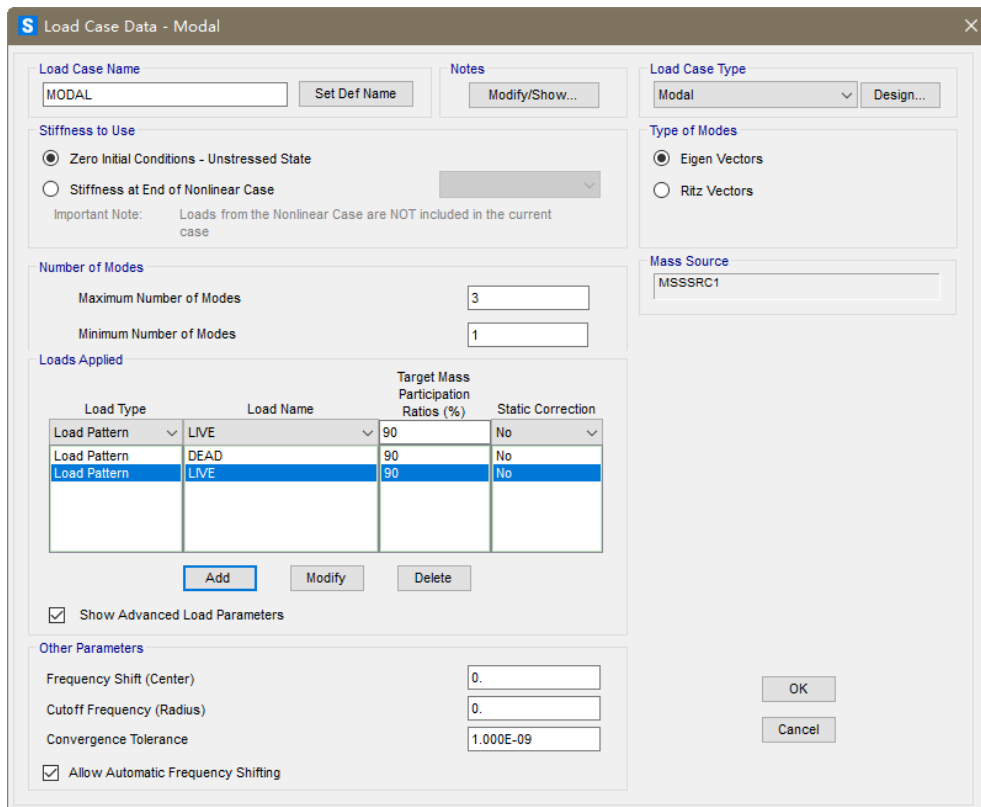 S Load Case Data - Modal
Load Case Name
MODAL
Set Def Name
Notes
Modify/Show...
Load Case Type
Modal
Design...
Stiffness to Use
Zero Initial Conditions - Unstressed State
Stiffness at End of Nonlinear Case
Important Note: Loads from the Nonlinear Case are NOT included in the current
case
Type of Modes
Eigen Vectors
Ritz Vectors
Number of Modes
Maximum Number of Modes 3
Minimum Number of Modes 1
Mass Source
MSSSRC1
Loads Applied
Target Mass
Participation
Load Type Load Name Ratios (%) Static Correction
Load Pattern LIVE 90 No
Load Pattern DEAD 90 No
Load Pattern LIVE 90 No
Add Modify Delete
Show Advanced Load Parameters
Other Parameters
Frequency Shift (Center) 0.
Cutoff Frequency (Radius) 0.
Convergence Tolerance 1.000E-09
Allow Automatic Frequency Shifting
OK
Cancel